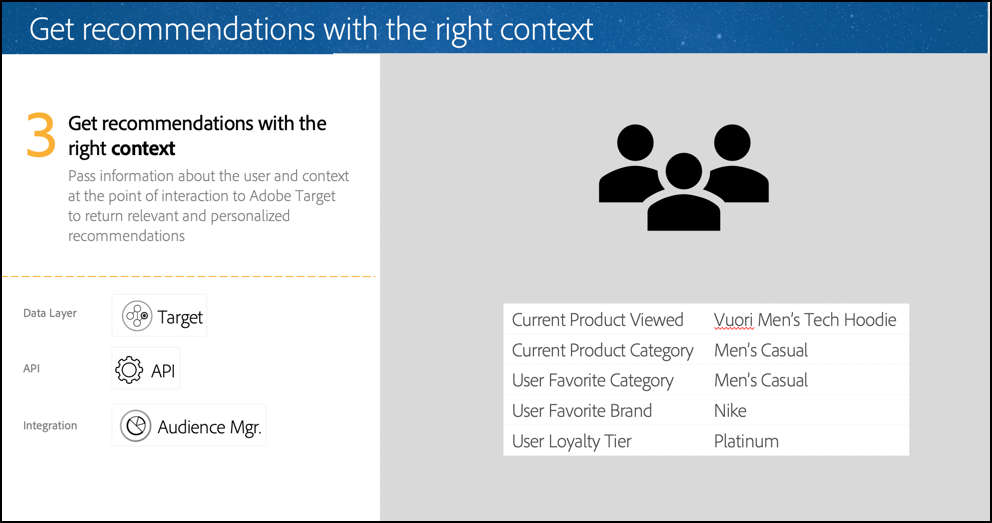 Get recommendations with the right context
3
Get recommendations with the
right context
Pass information about the user and context
at the point of interaction to Adobe Target
to return relevant and personalized
recommendations
Data Layer
Target
API
API
Integration
Audience Mgr.
Current Product Viewed Vuori Men’s Tech Hoodie
Current Product Category Men’s Casual
User Favorite Category Men’s Casual
User Favorite Brand Nike
User Loyalty Tier Platinum